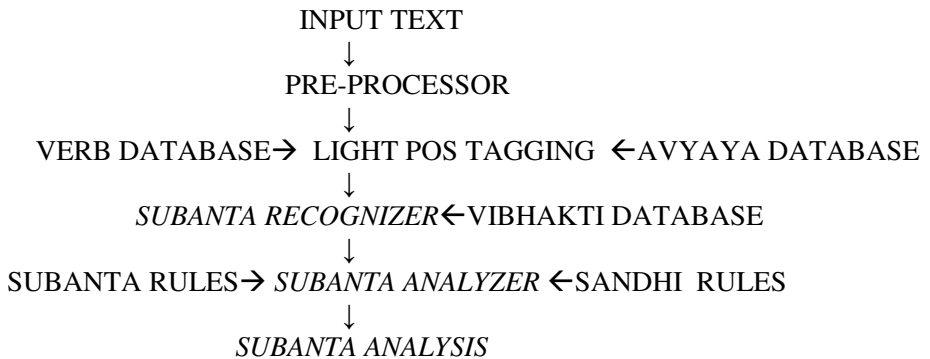 INPUT TEXT
↓
PRE-PROCESSOR
↓
VERB DATABASE→ LIGHT POS TAGGING ←AVYAYA DATABASE
↓
SUBANTA RECOGNIZER←VIBHAKTI DATABASE
↓
SUBANTA RULES→ SUBANTA ANALYZER ←SANDHI RULES
↓
SUBANTA ANALYSIS